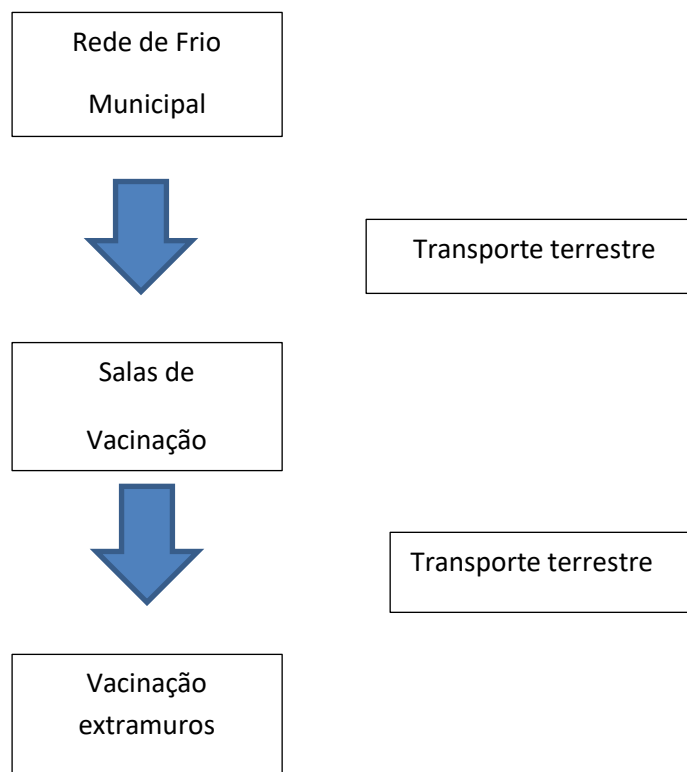 Rede de Frio
Municipal
Transporte terrestre
Salas de
Vacinação
Transporte terrestre
Vacinação
extramuros